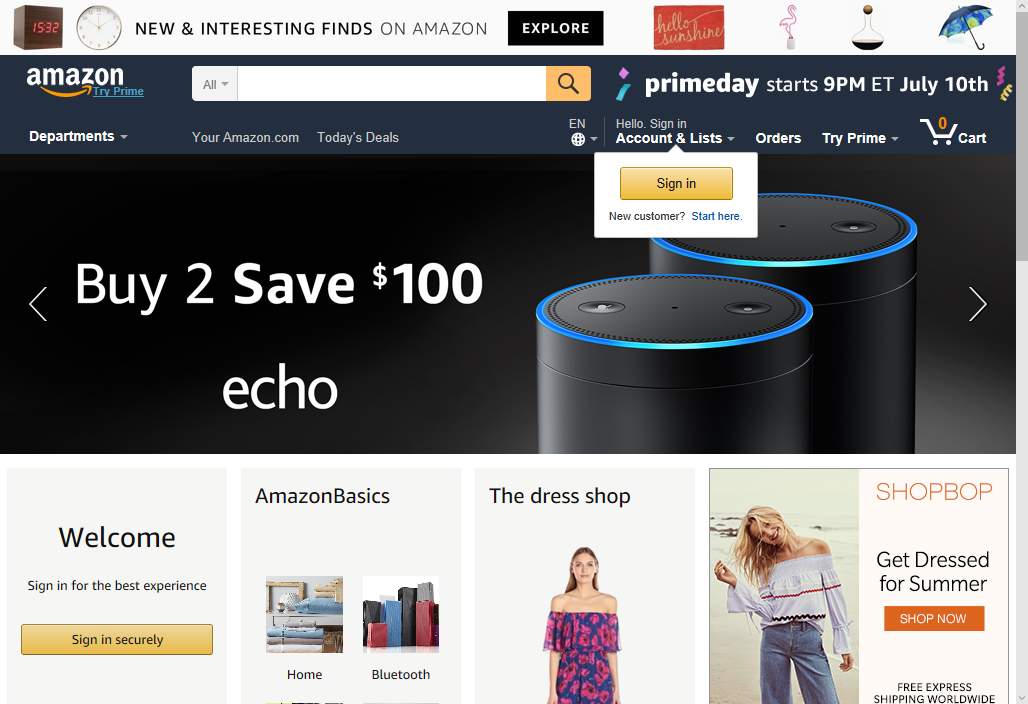 15:32
NEW & INTERESTING FINDS ON AMAZON
EXPLORE
hello sunshine
amazon
Try Prime
All
primeday starts 9PM ET July 10th
Departments
Your Amazon.com
Today's Deals
EN
Hello. Sign in
Account & Lists
Orders
Try Prime
0
Cart
Sign in
New customer? Start here.
Buy 2 Save $100
echo
Welcome
Sign in for the best experience
Sign in securely
AmazonBasics
Home
Bluetooth
The dress shop
SHOPBOP
Get Dressed
for Summer
SHOP NOW
FREE EXPRESS
SHIPPING WORLDWIDE